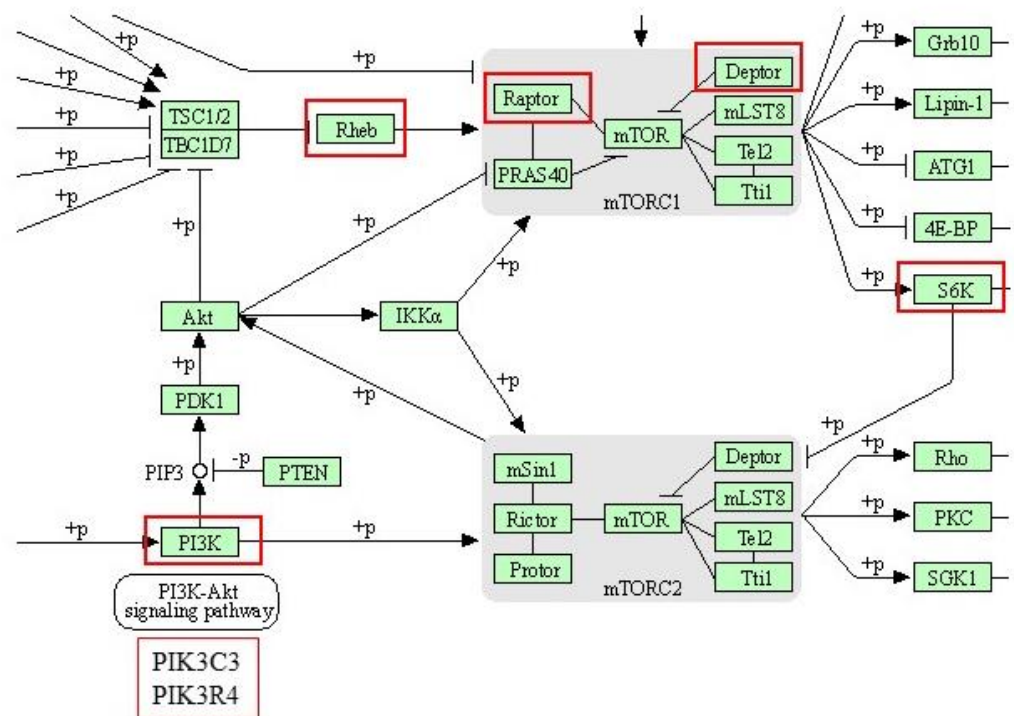 +p
+p
Grb10
+p
+p
TSC1/2
TBC1D7
Rheb
+p
+p
Raptor
Deptor
mLST8
mTOR
Tel2
Tti1
PRAS40
mTORC1
+p
Lipin-1
+p
ATG1
+p
4E-BP
+p
S6K
+p
+p
+p
Akt
IKKα
+p
PDK1
+p
+p
+p
PIP3
-p
PTEN
+p
PI3K
+p
mSin1
Deptor
Rictor
mTOR
mLST8
Tel2
Protor
Tti1
mTORC2
+p
Rho
+p
PKC
+p
SGK1
PI3K-Akt
signaling pathway
PIK3C3
PIK3R4